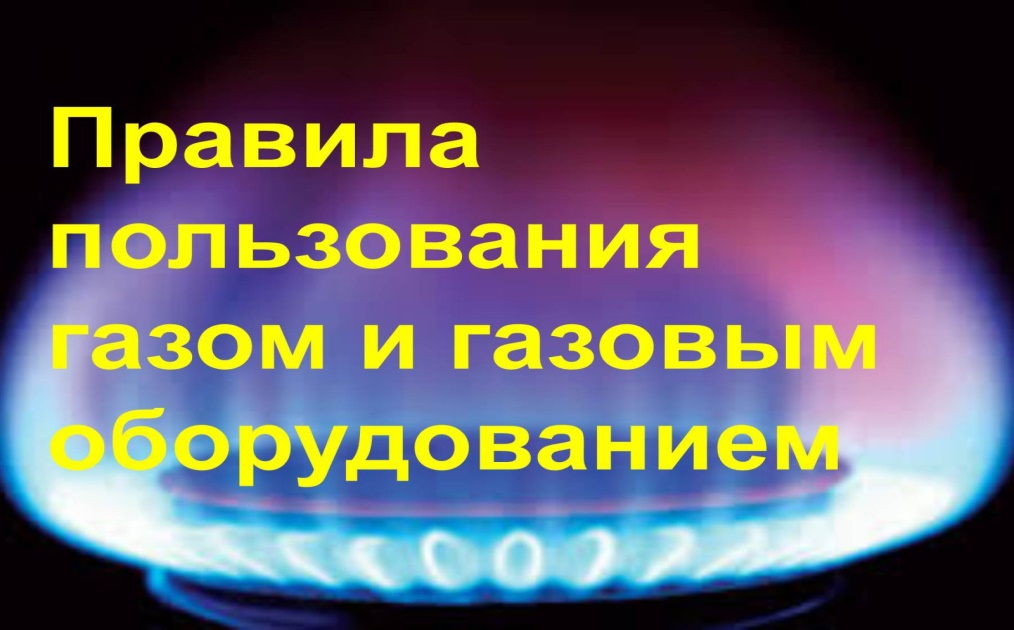 Правила
пользования
газом и газовым
оборудованием